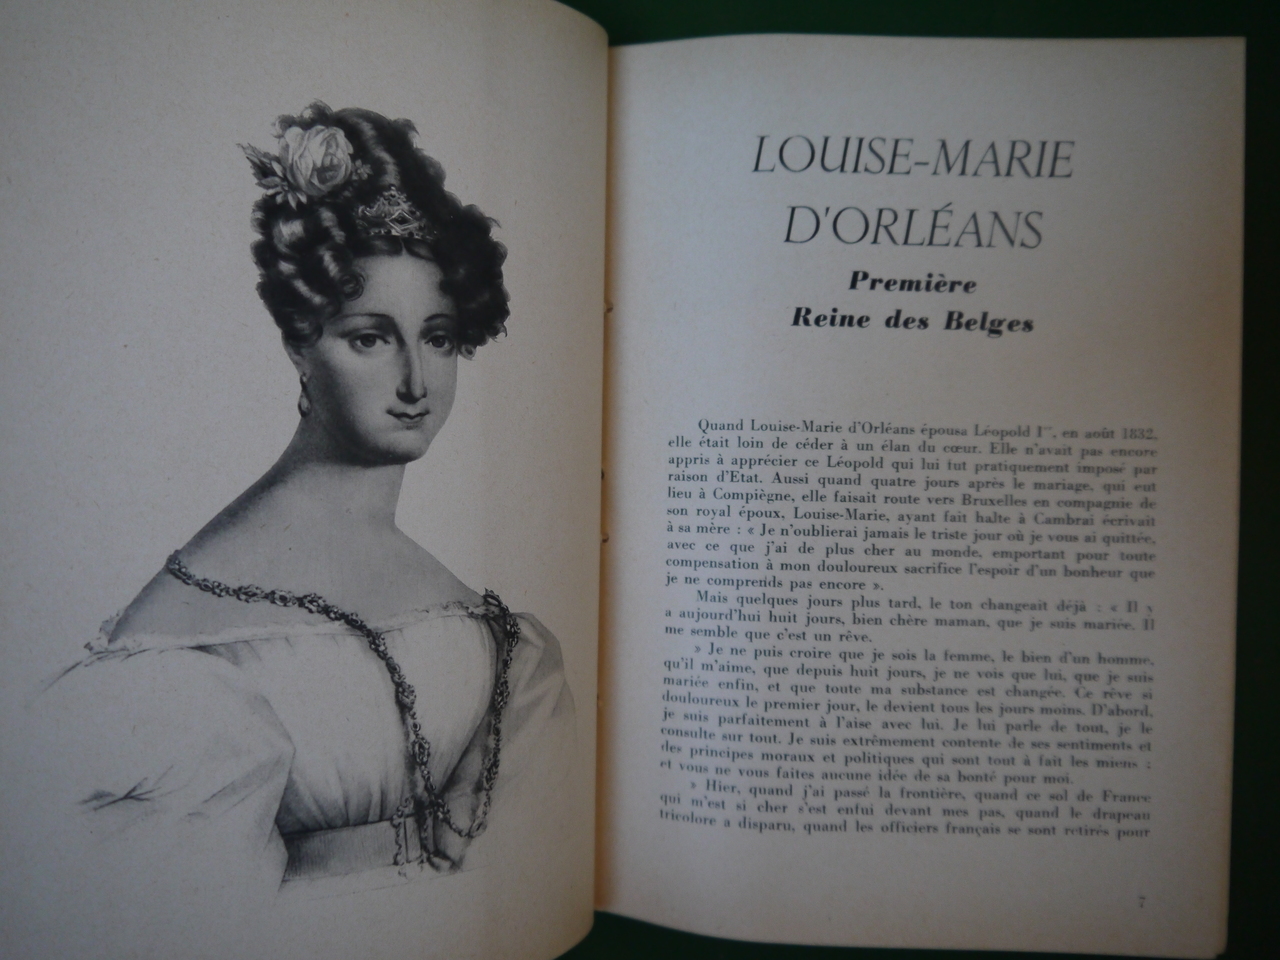 LOUISE-MARIE
D'ORLÉANS
Première
Reine des Belges
Quand Louise-Marie d'Orléans épousa Léopold Ier, en août 1832,
elle était loin de céder à un élan du cœur. Elle n'avait pas encore
appris à apprécier ce Léopold qui lui fut pratiquement imposé par
raison d'Etat. Aussi quand quatre jours après le mariage, qui eut
lieu à Compiègne, elle faisait route vers Bruxelles en compagnie de
son royal époux, Louise-Marie, ayant fait halte à Cambrai écrivait
à sa mère : « Je n'oublierai jamais le triste jour où je vous ai quittée,
avec ce que j'ai de plus cher au monde, emportant pour toute
compensation à mon douloureux sacrifice l'espoir d'un bonheur que
je ne comprends pas encore ».
Mais quelques jours plus tard, le ton changeait déjà : « Il y
a aujourd'hui huit jours, bien chère maman, que je suis mariée. Il
me semble que c'est un rêve.
» Je ne puis croire que je sois la femme, le bien d'un homme,
qu'il m'aime, que depuis huit jours, je ne vois que lui, que je suis
mariée enfin, et que toute ma substance est changée. Ce rêve si
douloureux le premier jour, le devient tous les jours moins. D'abord,
je suis parfaitement à l'aise avec lui. Je lui parle de tout, je le
consulte sur tout. Je suis extrêmement contente de ses sentiments et
des principes moraux et politiques qui sont tout à fait les miens ;
et vous ne vous faites aucune idée de sa bonté pour moi.
» Hier, quand j'ai passé la frontière, quand ce sol de France
qui m'est si cher s'est enfui devant mes pas, quand le drapeau
tricolore a disparu, quand les officiers français se sont retirés pour
7